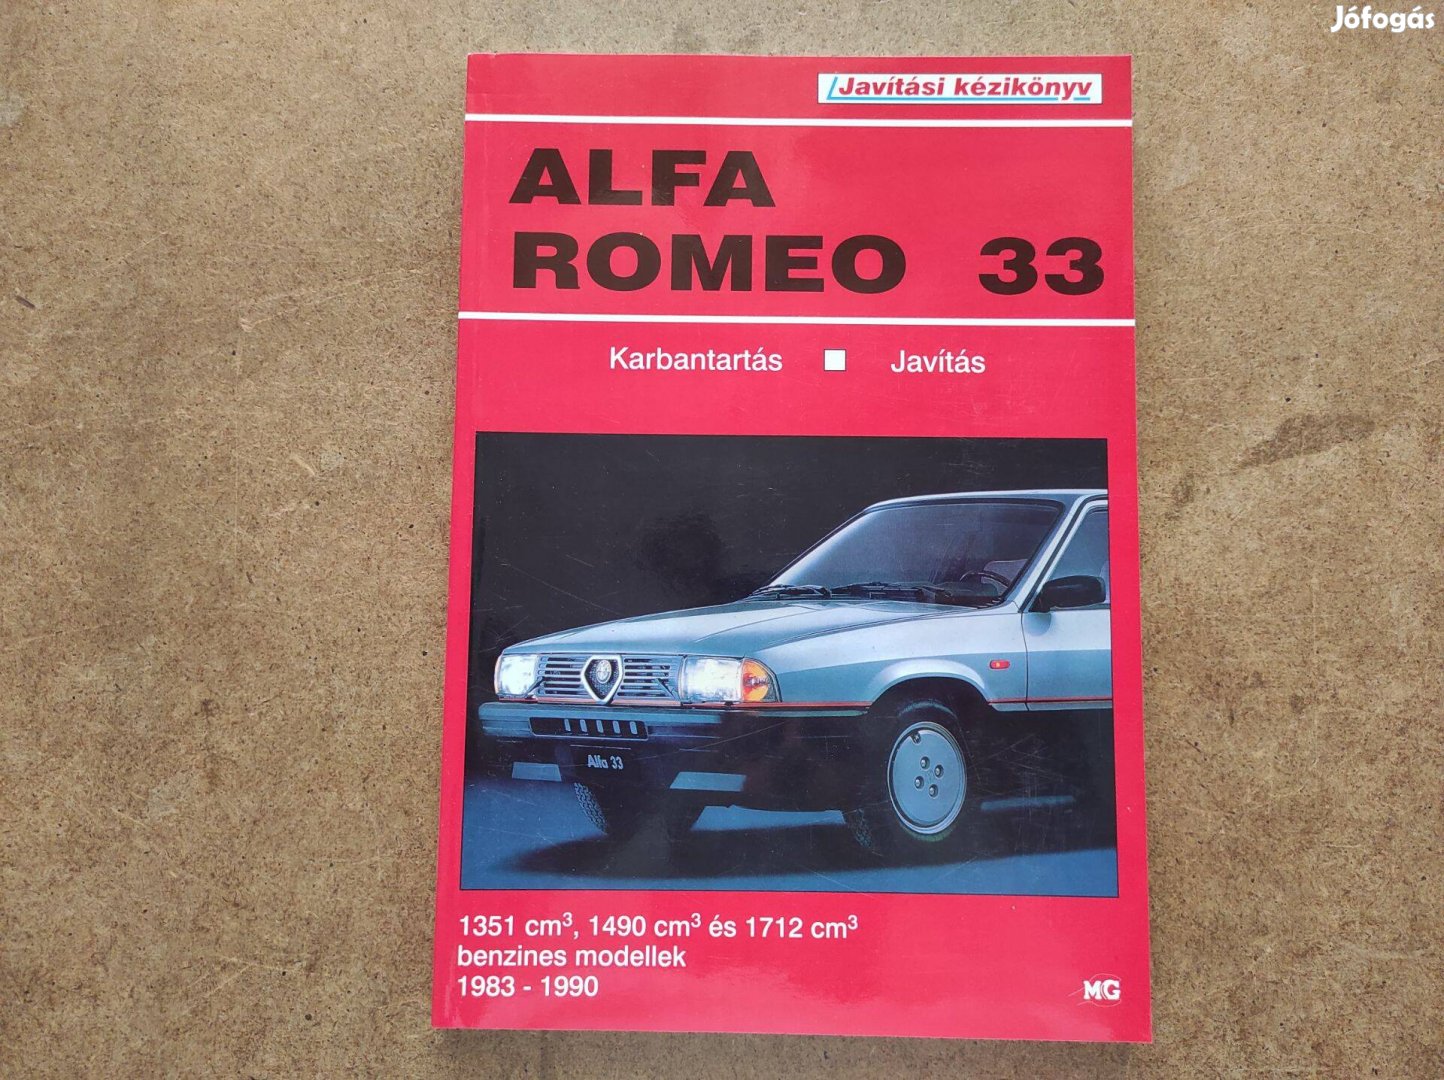 Jófogás
Javítási kézikönyv
ALFA
ROMEO 33
Karbantartás Javítás
Alfa 33
1351 cm³, 1490 cm³ és 1712 cm³
benzines modellek
1983 - 1990
MG